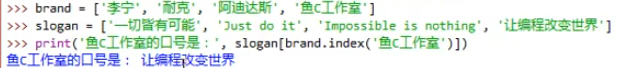 >>> brand = ['李宁', '耐克', '阿迪达斯', '鱼C工作室']
>>> slogan = ['一切皆有可能', 'Just do it', 'Impossible is nothing', '让编程改变世界']
>>> print('鱼C工作室的口号是：', slogan[brand.index('鱼C工作室')])
鱼C工作室的口号是： 让编程改变世界